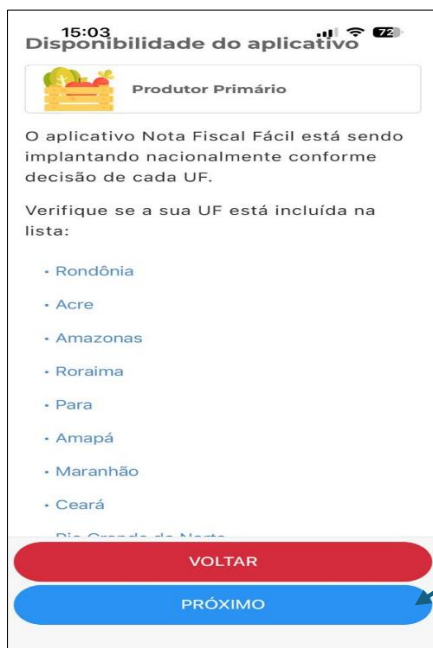 15:03
72
Disponibilidade do aplicativo
Produtor Primário
O aplicativo Nota Fiscal Fácil está sendo
implantando nacionalmente conforme
decisão de cada UF.
Verifique se a sua UF está incluída na
lista:
• Rondônia
• Acre
• Amazonas
• Roraima
• Para
• Amapá
• Maranhão
• Ceará
VOLTAR
PRÓXIMO